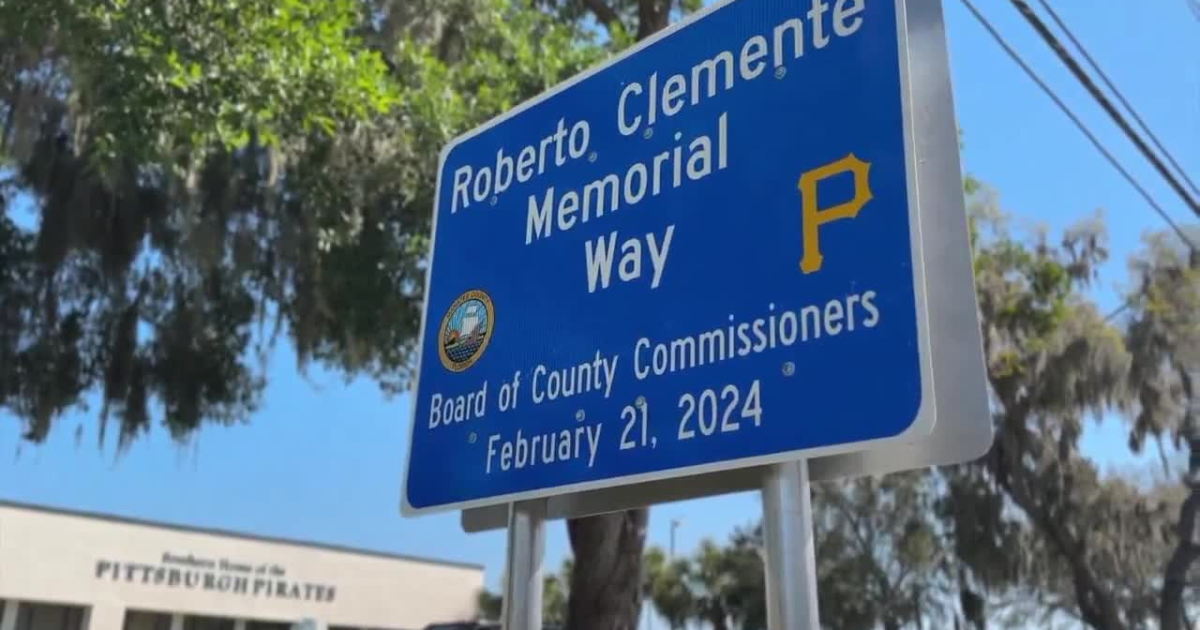 Roberto Clemente
Memorial
Way
P
Board of County Commissioners
February 21, 2024
Southern Home of the
PITTSBURGH PIRATES